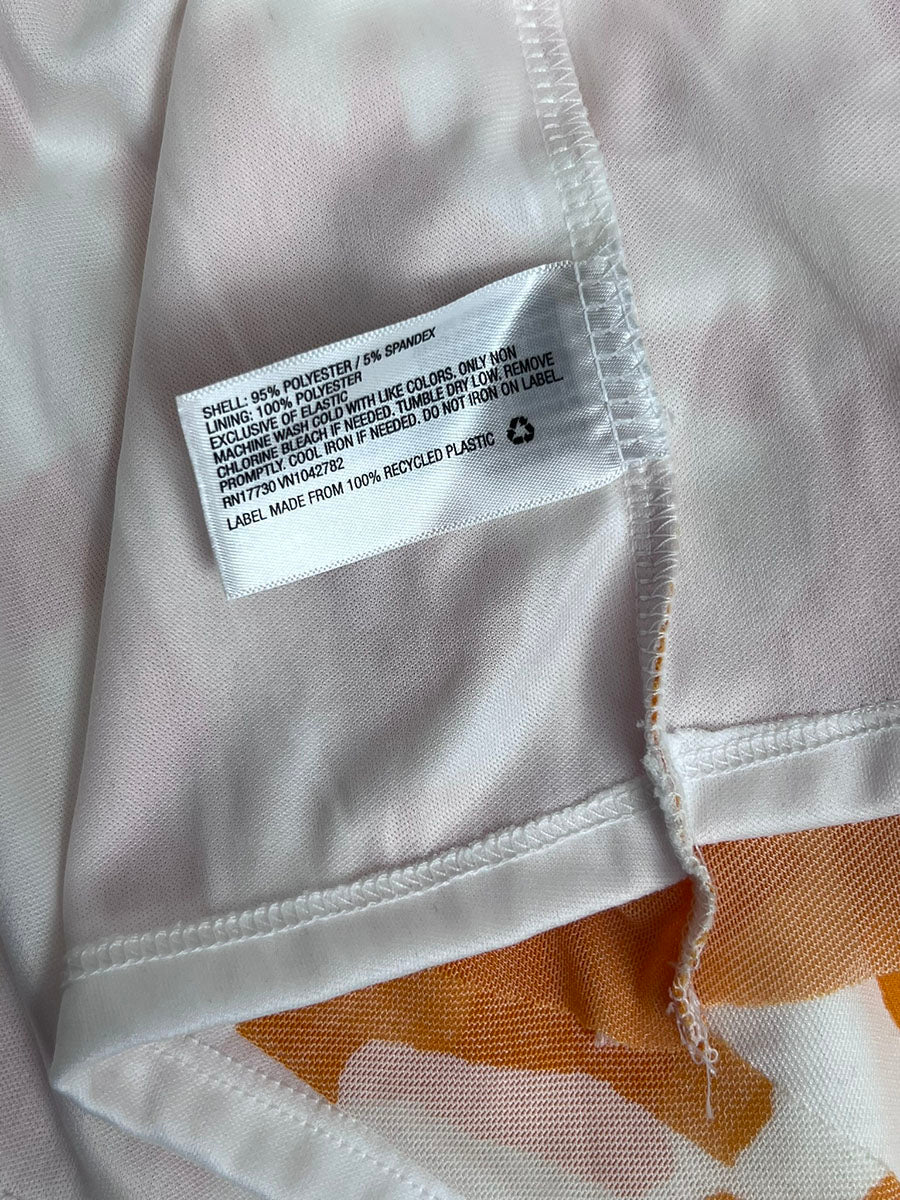 SHELL: 95% POLYESTER / 5% SPANDEX
LINING: 100% POLYESTER
EXCLUSIVE OF ELASTIC
MACHINE WASH COLD WITH LIKE COLORS. ONLY NON
CHLORINE BLEACH IF NEEDED. TUMBLE DRY LOW. REMOVE
PROMPTLY. COOL IRON IF NEEDED. DO NOT IRON ON LABEL.
RN17730 VN1042782
LABEL MADE FROM 100% RECYCLED PLASTIC